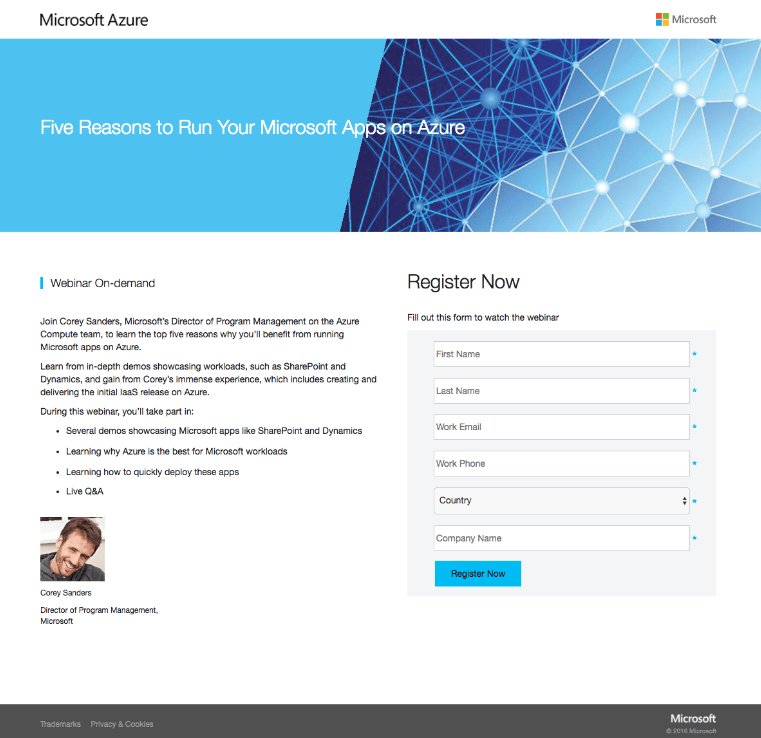 Microsoft Azure
Microsoft
Five Reasons to Run Your Microsoft Apps on Azure
Webinar On-demand
Join Corey Sanders, Microsoft's Director of Program Management on the Azure
Compute team, to learn the top five reasons why you'll benefit from running
Microsoft apps on Azure.
Learn from in-depth demos showcasing workloads, such as SharePoint and
Dynamics, and gain from Corey's immense experience, which includes creating and
delivering the initial IaaS release on Azure.
During this webinar, you'll take part in:
• Several demos showcasing Microsoft apps like SharePoint and Dynamics
• Learning why Azure is the best for Microsoft workloads
• Learning how to quickly deploy these apps
• Live Q&A
Corey Sanders
Director of Program Management,
Microsoft
Register Now
Fill out this form to watch the webinar
First Name *
Last Name *
Work Email *
Work Phone *
Country *
Company Name *
Register Now
Trademarks Privacy & Cookies
Microsoft
© 2016 Microsoft